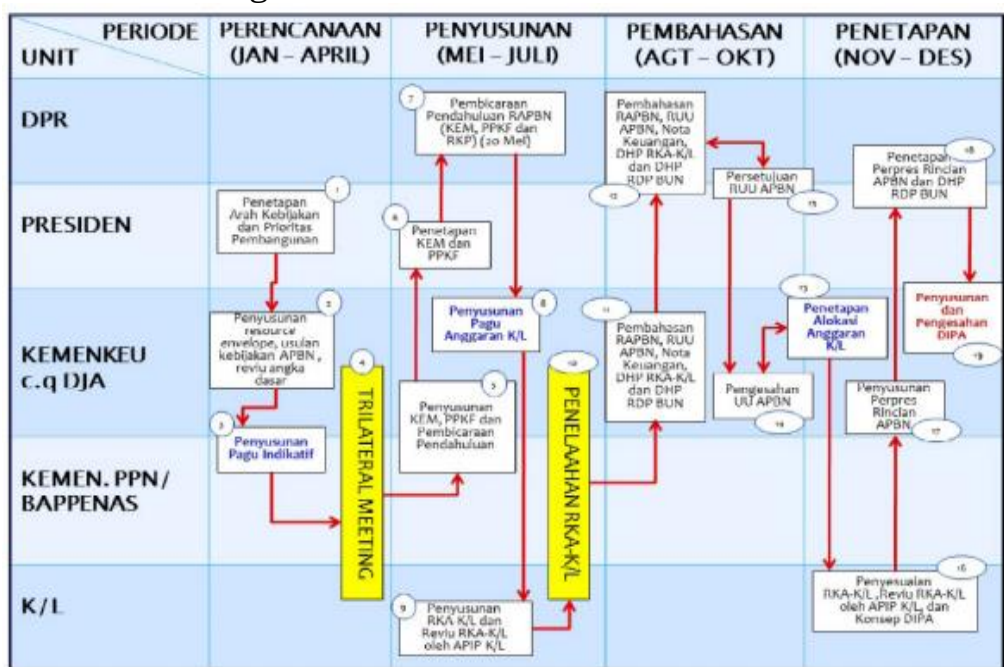 PERIODE
UNIT
PERENCANAAN
(JAN – APRIL)
PENYUSUNAN
(MEI – JULI)
PEMBAHASAN
(AGT – OKT)
PENETAPAN
(NOV – DES)
DPR
7
Pembicaraan
Pendahuluan RAPBN
(KEM, PPKF dan
RKP) (20 Mei)
Pembahasan
RAPBN, RUU
APBN, Nota
Keuangan,
DHP RKA-K/L
dan DHP
RDP BUN
12
Persetujuan
RUU APBN
15
18
Penetapan
Perpres Rincian
APBN dan DHP
RDP BUN
PRESIDEN
1
Penetapan
Arah Kebijakan
dan Prioritas
Pembangunan
6
Penetapan
KEM dan
PPKF
KEMENKEU
c.q DJA
2
Penyusunan
resource
envelope, usulan
kebijakan APBN,
reviu angka
dasar
3
Penyusunan
Pagu Indikatif
4
TRILATERAL MEETING
8
Penyusunan
Pagu
Anggaran K/L
5
Penyusunan
KEM, PPKF dan
Pembicaraan
Pendahuluan
10
PENELAAHAN RKA-K/L
11
Pembahasan
RAPBN, RUU
APBN, Nota
Keuangan,
DHP RKA-K/L
dan DHP
RDP BUN
Pengesahan
UU APBN
14
Penetapan
Alokasi
Anggaran
K/L
Penyusunan
dan
Pengesahan
DIPA
19
Penyusunan
Perpres
Rincian
APBN
17
KEMEN. PPN/
BAPPENAS
K/L
9
Penyusunan
RKA K/L dan
Reviu RKA-K/L
oleh APIP K/L
16
Penyesuaian
RKA-K/L, Reviu RKA-K/L
oleh APIP K/L, dan
Konsep DIPA